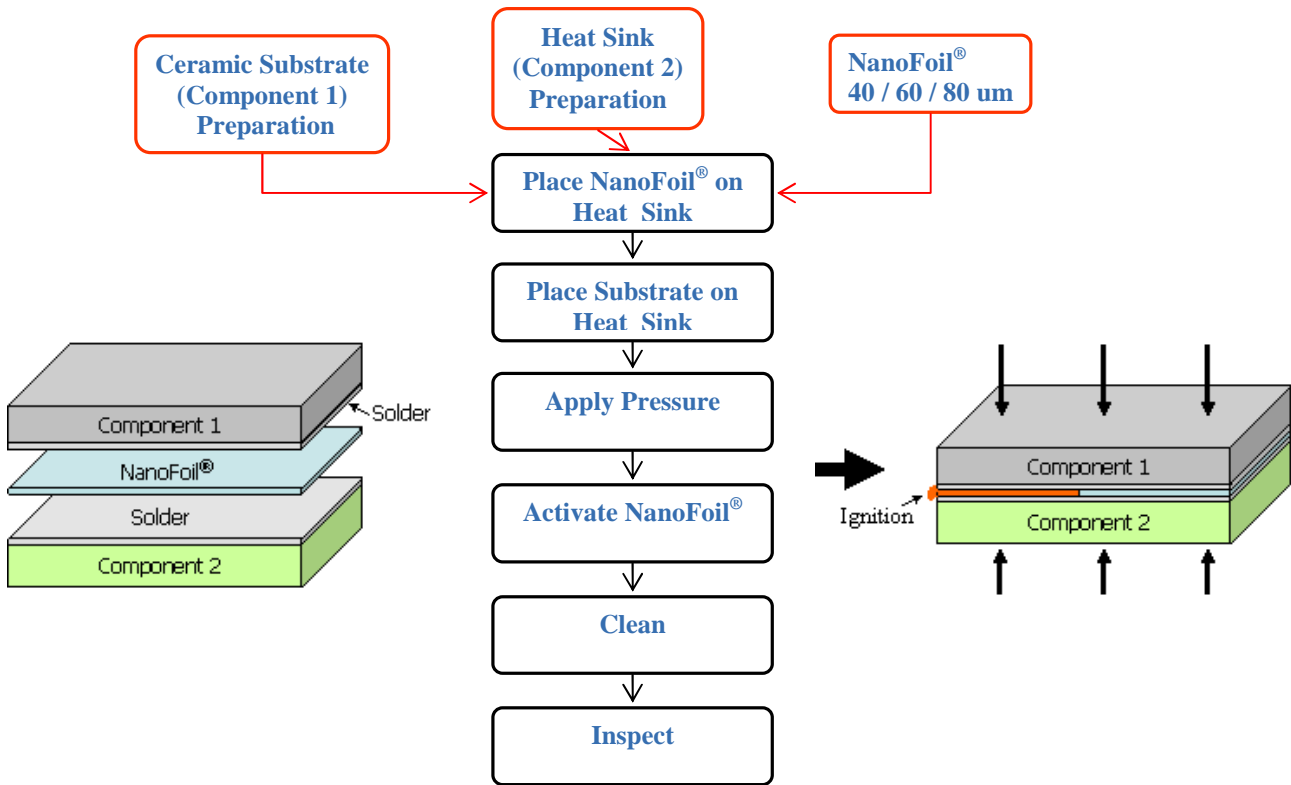 Ceramic Substrate
(Component 1)
Preparation
Heat Sink
(Component 2)
Preparation
NanoFoil®
40 / 60 / 80 um
Place NanoFoil® on
Heat Sink
Place Substrate on
Heat Sink
Apply Pressure
Activate NanoFoil®
Clean
Inspect
Component 1
Solder
NanoFoil®
Solder
Component 2
Component 1
Ignition
Component 2